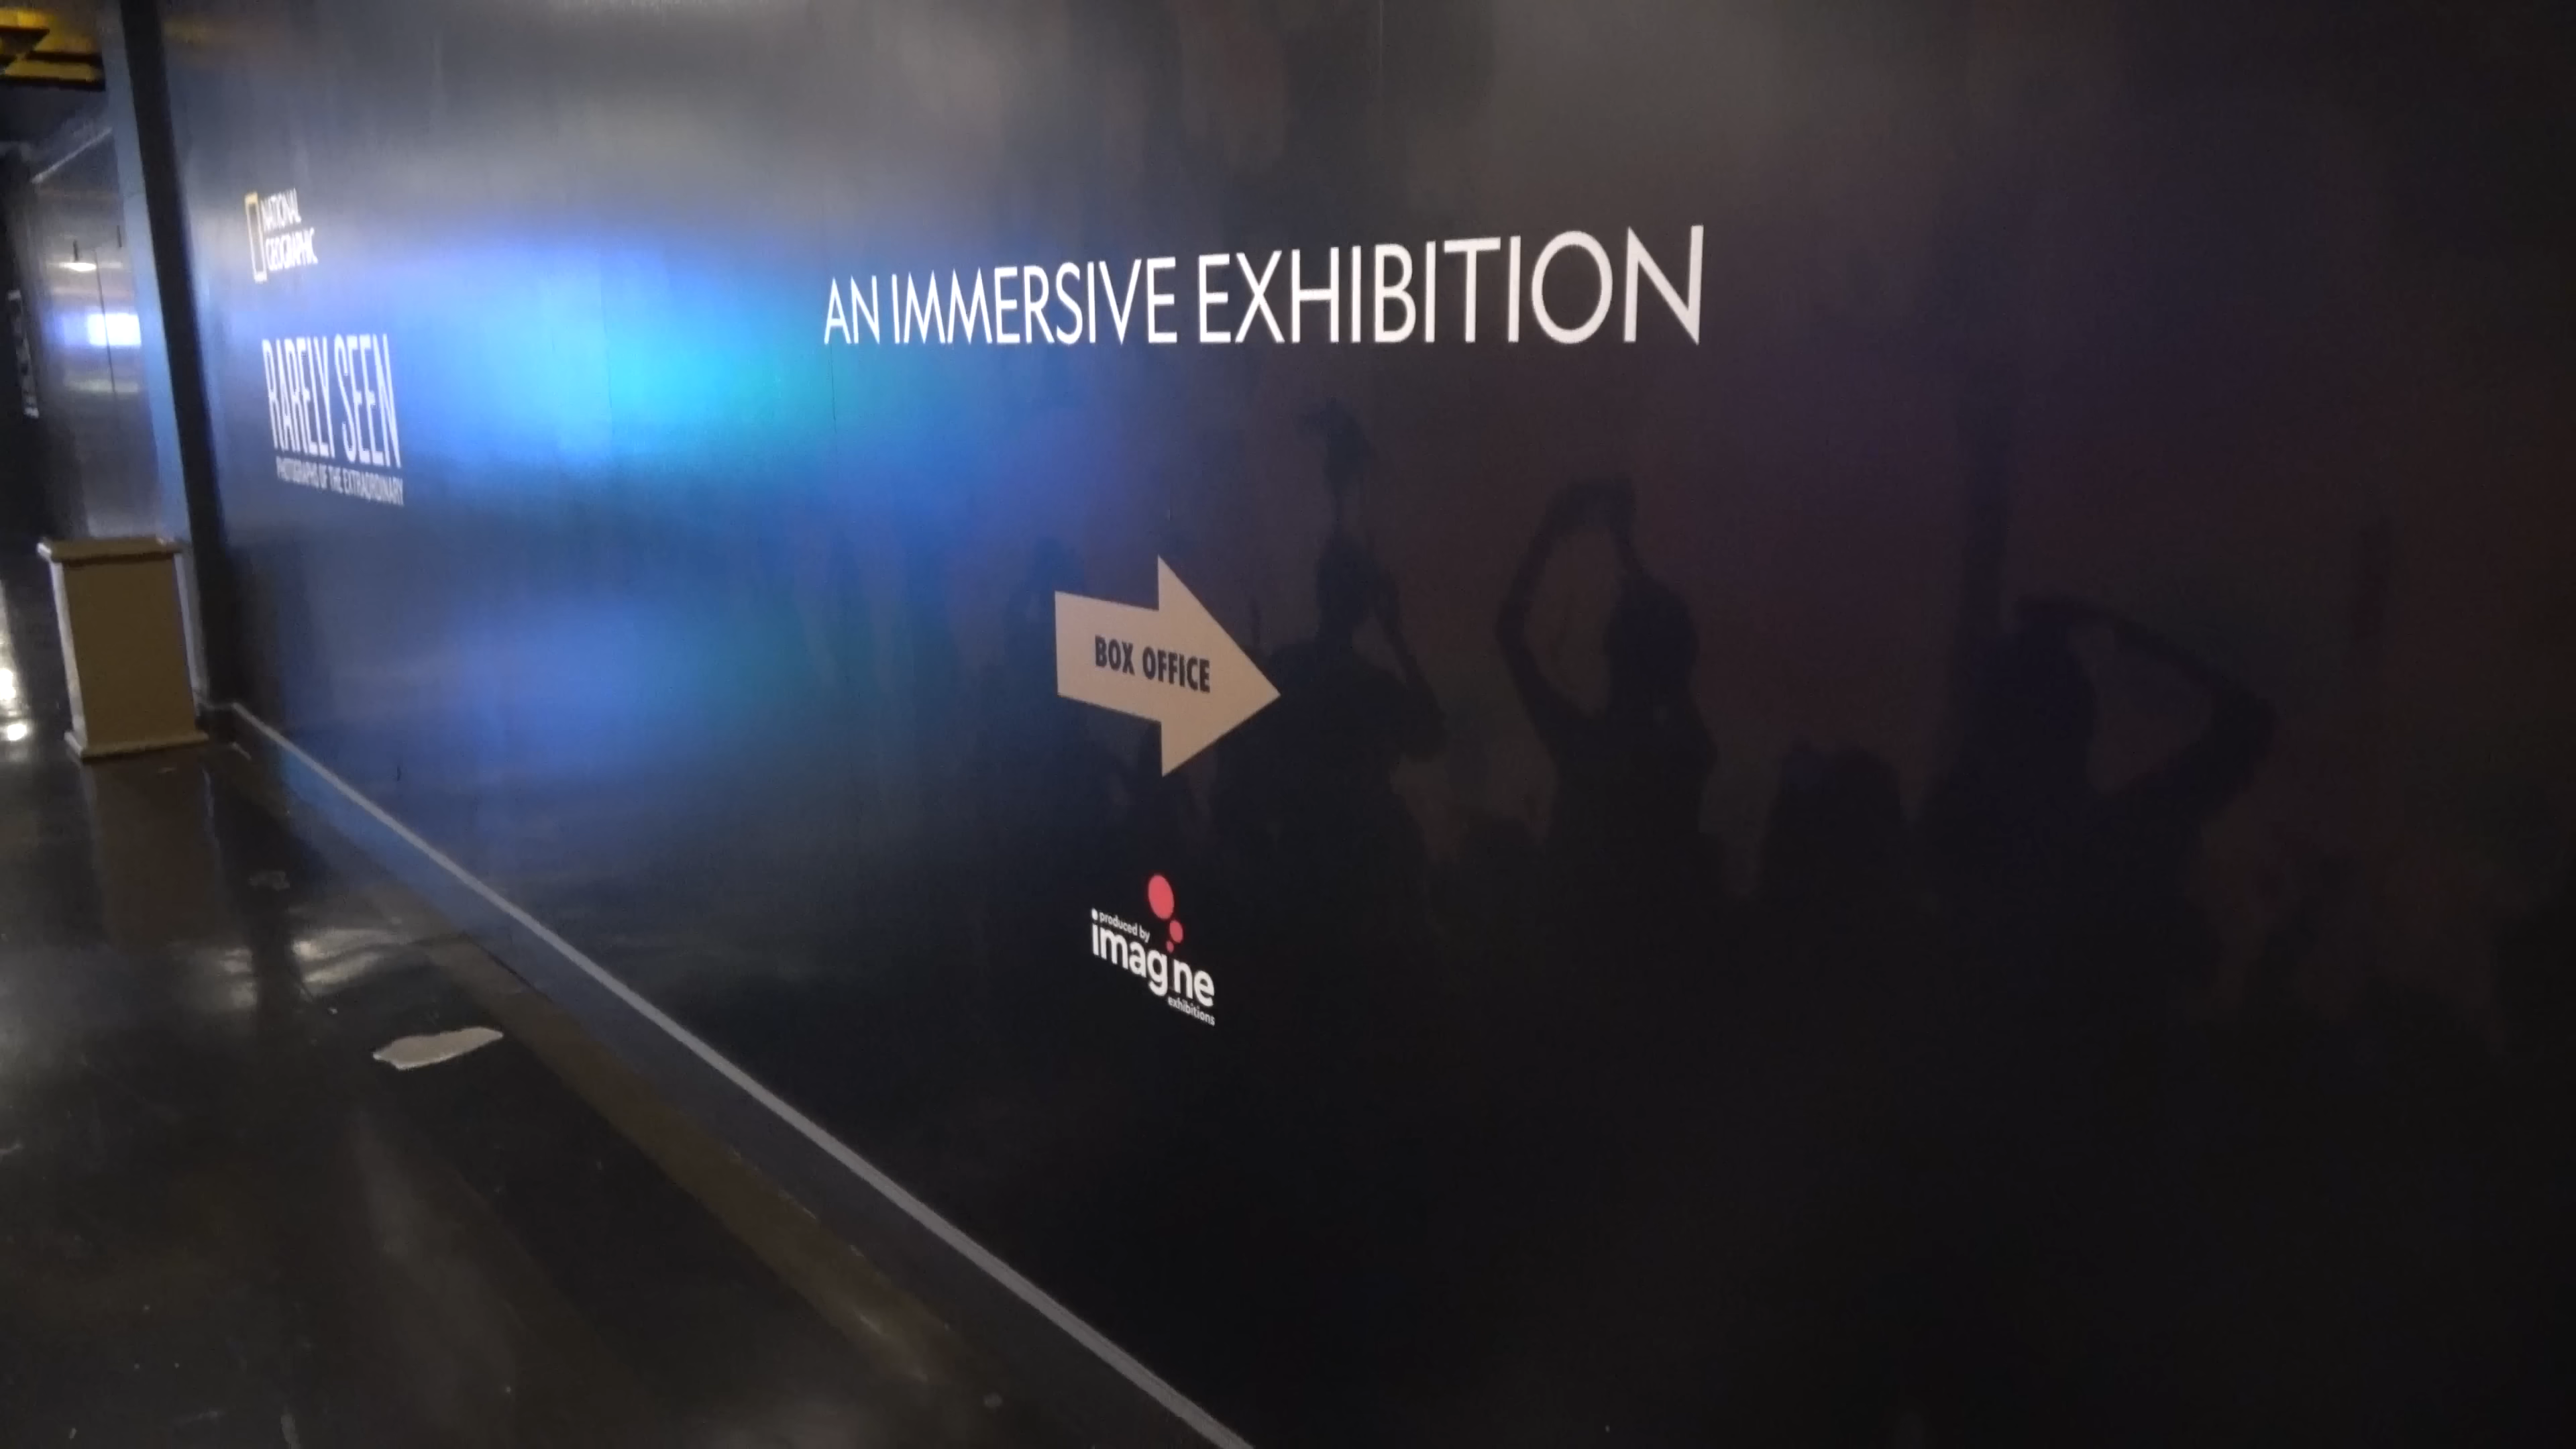 NATIONAL
GEOGRAPHIC
RARELY SEEN
PHOTOGRAPHS OF THE EXTRAORDINARY
AN IMMERSIVE EXHIBITION
BOX OFFICE
produced by
imagine
exhibitions